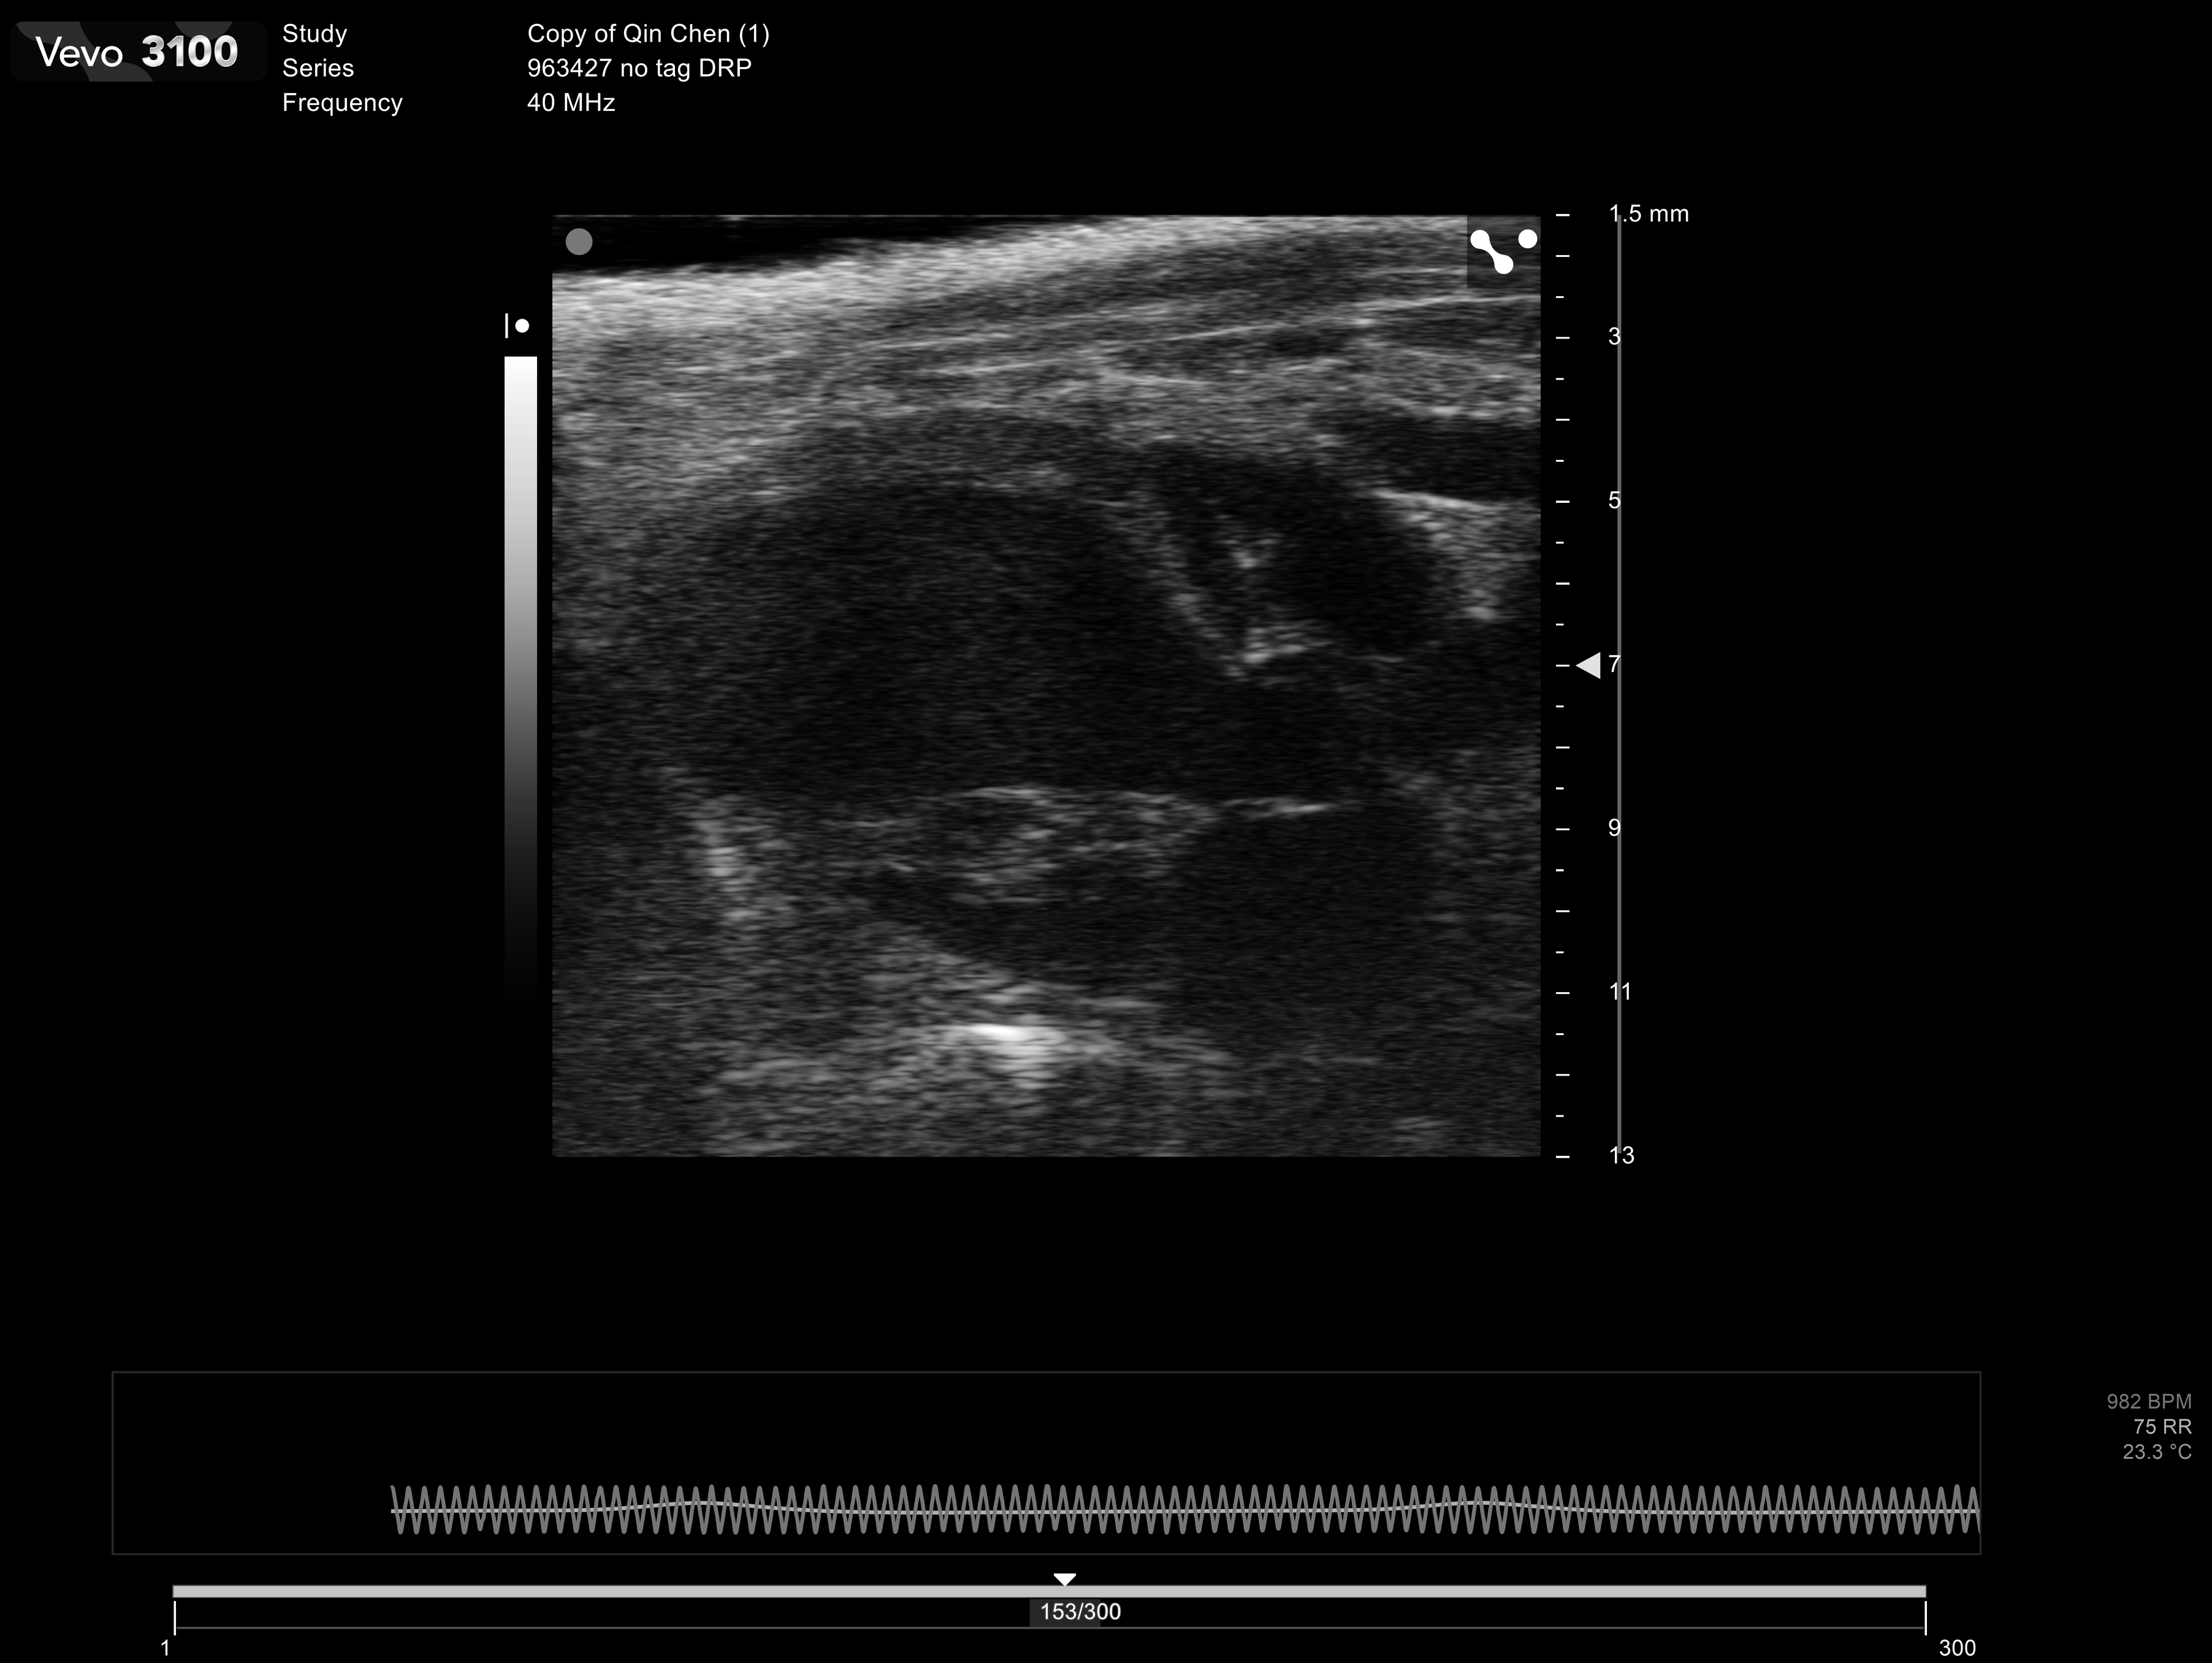 Vevo 3100
Study Copy of Qin Chen (1)
Series 963427 no tag DRP
Frequency 40 MHz
1.5 mm
3
5
7
9
11
13
982 BPM
75 RR
23.3 °C
153/300
1
300